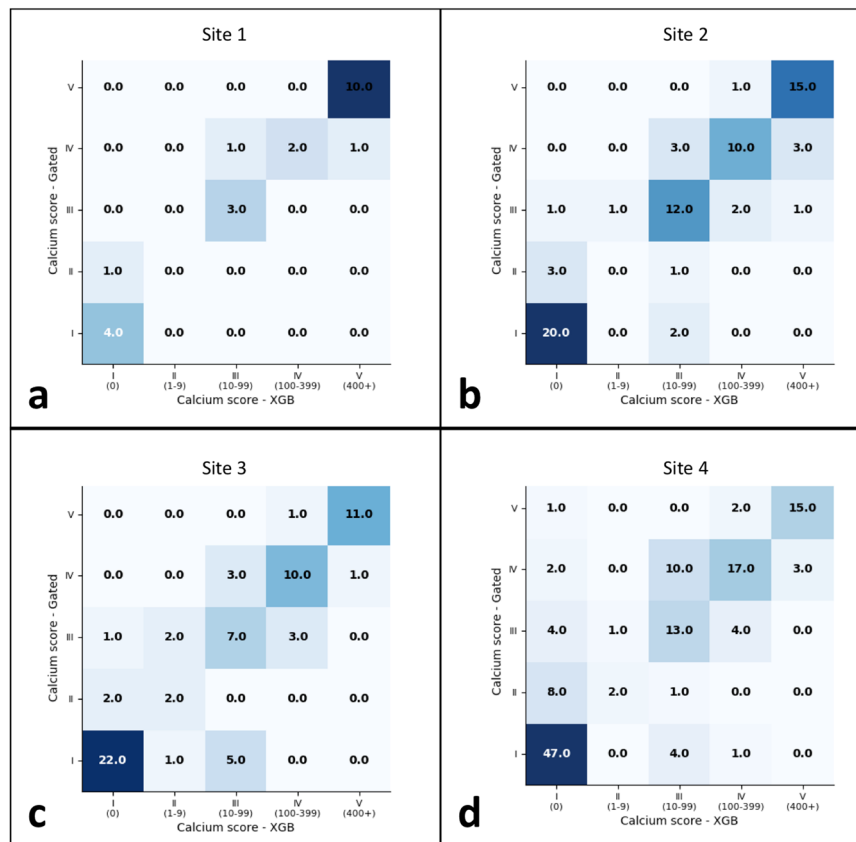 Site 1
Calcium score - Gated
V 0.0 0.0 0.0 0.0 10.0
IV 0.0 0.0 1.0 2.0 1.0
III 0.0 0.0 3.0 0.0 0.0
II 1.0 0.0 0.0 0.0 0.0
I 4.0 0.0 0.0 0.0 0.0
I II III IV V
(0) (1-9) (10-99) (100-399) (400+)
Calcium score - XGB
a
Site 2
Calcium score - Gated
V 0.0 0.0 0.0 1.0 15.0
IV 0.0 0.0 3.0 10.0 3.0
III 1.0 1.0 12.0 2.0 1.0
II 3.0 0.0 1.0 0.0 0.0
I 20.0 0.0 2.0 0.0 0.0
I II III IV V
(0) (1-9) (10-99) (100-399) (400+)
Calcium score - XGB
b
Site 3
Calcium score - Gated
V 0.0 0.0 0.0 1.0 11.0
IV 0.0 0.0 3.0 10.0 1.0
III 1.0 2.0 7.0 3.0 0.0
II 2.0 2.0 0.0 0.0 0.0
I 22.0 1.0 5.0 0.0 0.0
I II III IV V
(0) (1-9) (10-99) (100-399) (400+)
Calcium score - XGB
c
Site 4
Calcium score - Gated
V 1.0 0.0 0.0 2.0 15.0
IV 2.0 0.0 10.0 17.0 3.0
III 4.0 1.0 13.0 4.0 0.0
II 8.0 2.0 1.0 0.0 0.0
I 47.0 0.0 4.0 1.0 0.0
I II III IV V
(0) (1-9) (10-99) (100-399) (400+)
Calcium score - XGB
d